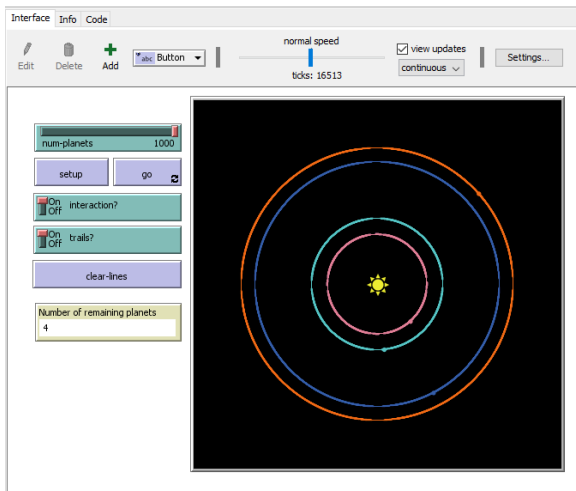 Interface Info Code
Edit
Delete
Add
abc Button
normal speed
ticks: 16513
view updates
continuous
Settings...
num-planets 1000
setup
go
On
Off
interaction?
On
Off
trails?
clear-lines
Number of remaining planets
4